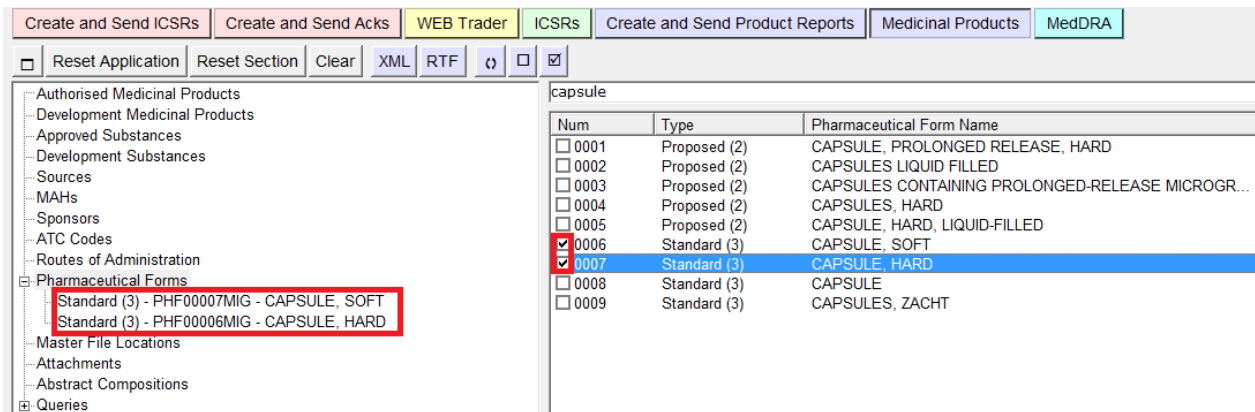 Create and Send ICSRs Create and Send Acks WEB Trader ICSRs Create and Send Product Reports Medicinal Products MedDRA
Reset Application Reset Section Clear XML RTF
Authorised Medicinal Products
Development Medicinal Products
Approved Substances
Development Substances
Sources
MAHs
Sponsors
ATC Codes
Routes of Administration
Pharmaceutical Forms
Standard (3) - PHF00007MIG - CAPSULE, SOFT
Standard (3) - PHF00006MIG - CAPSULE, HARD
Master File Locations
Attachments
Abstract Compositions
Queries
capsule
Num Type Pharmaceutical Form Name
0001 Proposed (2) CAPSULE, PROLONGED RELEASE, HARD
0002 Proposed (2) CAPSULES LIQUID FILLED
0003 Proposed (2) CAPSULES CONTAINING PROLONGED-RELEASE MICROGR...
0004 Proposed (2) CAPSULES, HARD
0005 Proposed (2) CAPSULE, HARD, LIQUID-FILLED
0006 Standard (3) CAPSULE, SOFT
0007 Standard (3) CAPSULE, HARD
0008 Standard (3) CAPSULE
0009 Standard (3) CAPSULES, ZACHT